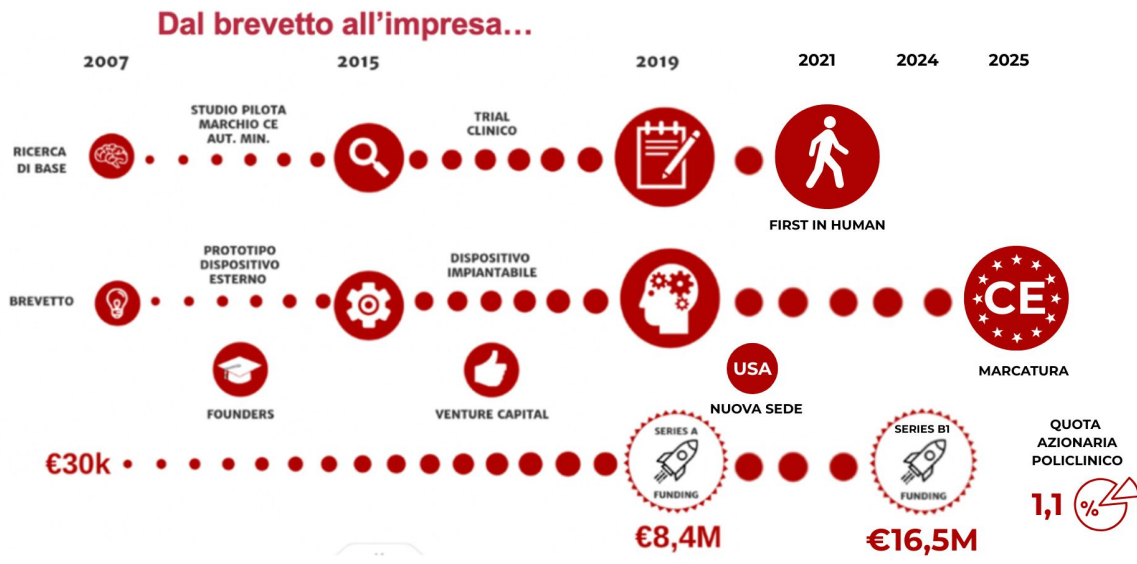 Dal brevetto all’impresa…
2007
2015
2019
2021
2024
2025
STUDIO PILOTA
MARCHIO CE
AUT. MIN.
TRIAL
CLINICO
RICERCA
DI BASE
FIRST IN HUMAN
PROTOTIPO
DISPOSITIVO
ESTERNO
DISPOSITIVO
IMPIANTABILE
BREVETTO
CE
MARCATURA
FOUNDERS
VENTURE CAPITAL
USA
NUOVA SEDE
€30k
SERIES A
FUNDING
€8,4M
SERIES B1
FUNDING
€16,5M
QUOTA
AZIONARIA
POLICLINICO
1,1 %